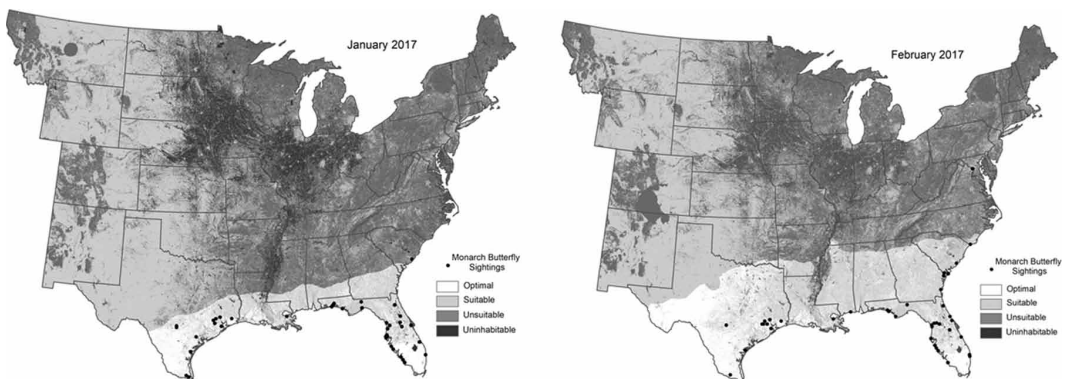 January 2017
Monarch Butterfly
Sightings
Optimal
Suitable
Unsuitable
Uninhabitable
February 2017
Monarch Butterfly
Sightings
Optimal
Suitable
Unsuitable
Uninhabitable